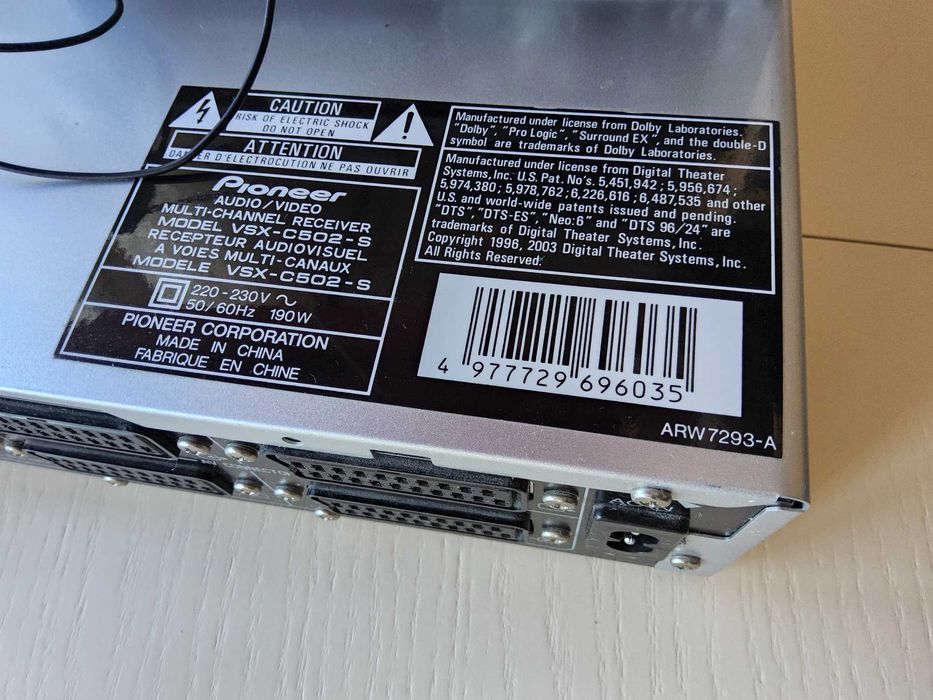 CAUTION
RISK OF ELECTRIC SHOCK
DO NOT OPEN
ATTENTION
DANGER D'ELECTROCUTION NE PAS OUVRIR
Pioneer
AUDIO/VIDEO
MULTI-CHANNEL RECEIVER
MODEL VSX-C502-S
RECEPTEUR AUDIOVISUEL
A VOIES MULTI-CANAUX
MODELE VSX-C502-S
220-230V ~
50/60Hz 190W
PIONEER CORPORATION
MADE IN CHINA
FABRIQUE EN CHINE
Manufactured under license from Dolby Laboratories.
"Dolby", "Pro Logic", "Surround EX", and the double-D
symbol are trademarks of Dolby Laboratories.
Manufactured under license from Digital Theater
Systems, Inc. U.S. Pat. No's. 5,451,942 ; 5,956,674 ;
5,974,380 ; 5,978,762 ; 6,226,616 ; 6,487,535 and other
U.S. and world-wide patents issued and pending.
"DTS", "DTS-ES", "Neo:6" and "DTS 96/24" are
trademarks of Digital Theater Systems, Inc.
Copyright 1996, 2003 Digital Theater Systems, Inc.
All Rights Reserved.
4 977729 696035
ARW7293-A
AV CONNECTOR
AC IN